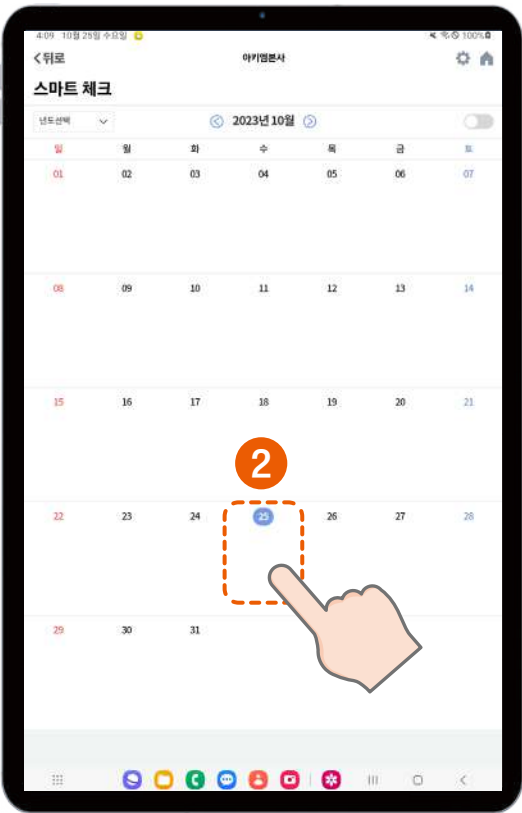 4:09 10월 25일 수요일
100%
뒤로
아키엠본사
스마트 체크
년도선택
2023년 10월
일 월 화 수 목 금 토
01 02 03 04 05 06 07
08 09 10 11 12 13 14
15 16 17 18 19 20 21
2
22 23 24 25 26 27 28
29 30 31